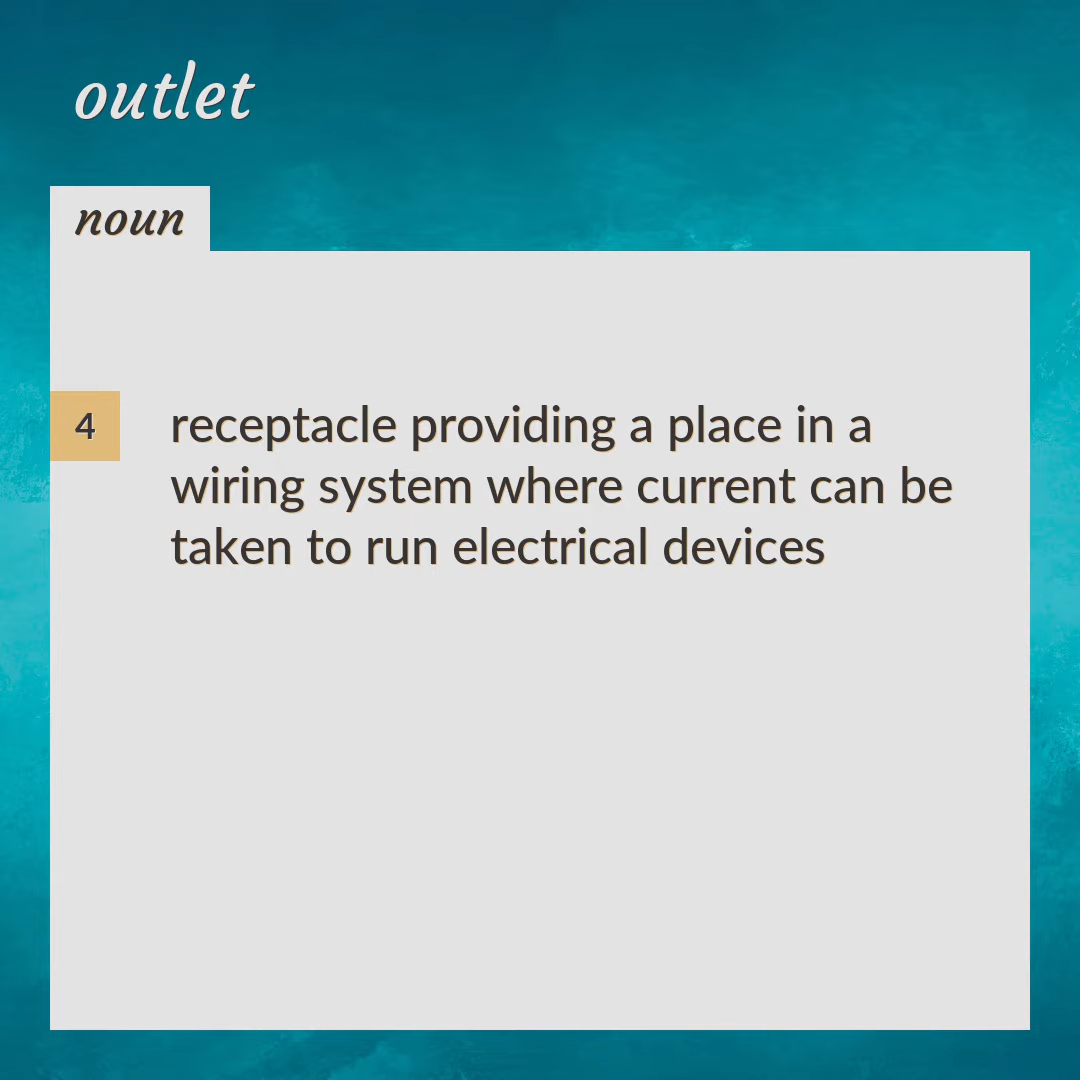 outlet
noun
4
receptacle providing a place in a
wiring system where current can be
taken to run electrical devices